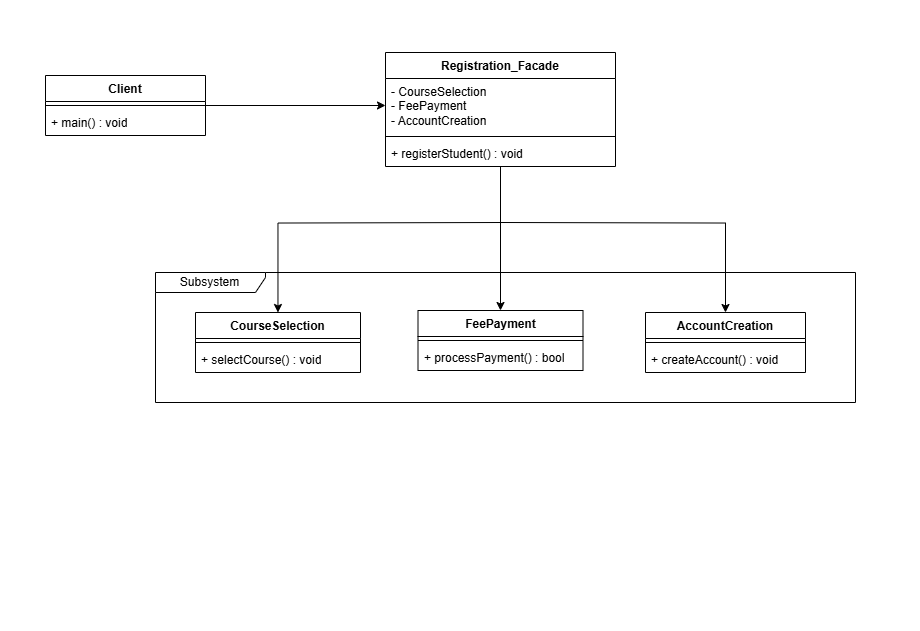 Client
+ main() : void
Registration_Facade
- CourseSelection
- FeePayment
- AccountCreation
+ registerStudent() : void
Subsystem
CourseSelection
+ selectCourse() : void
FeePayment
+ processPayment() : bool
AccountCreation
+ createAccount() : void